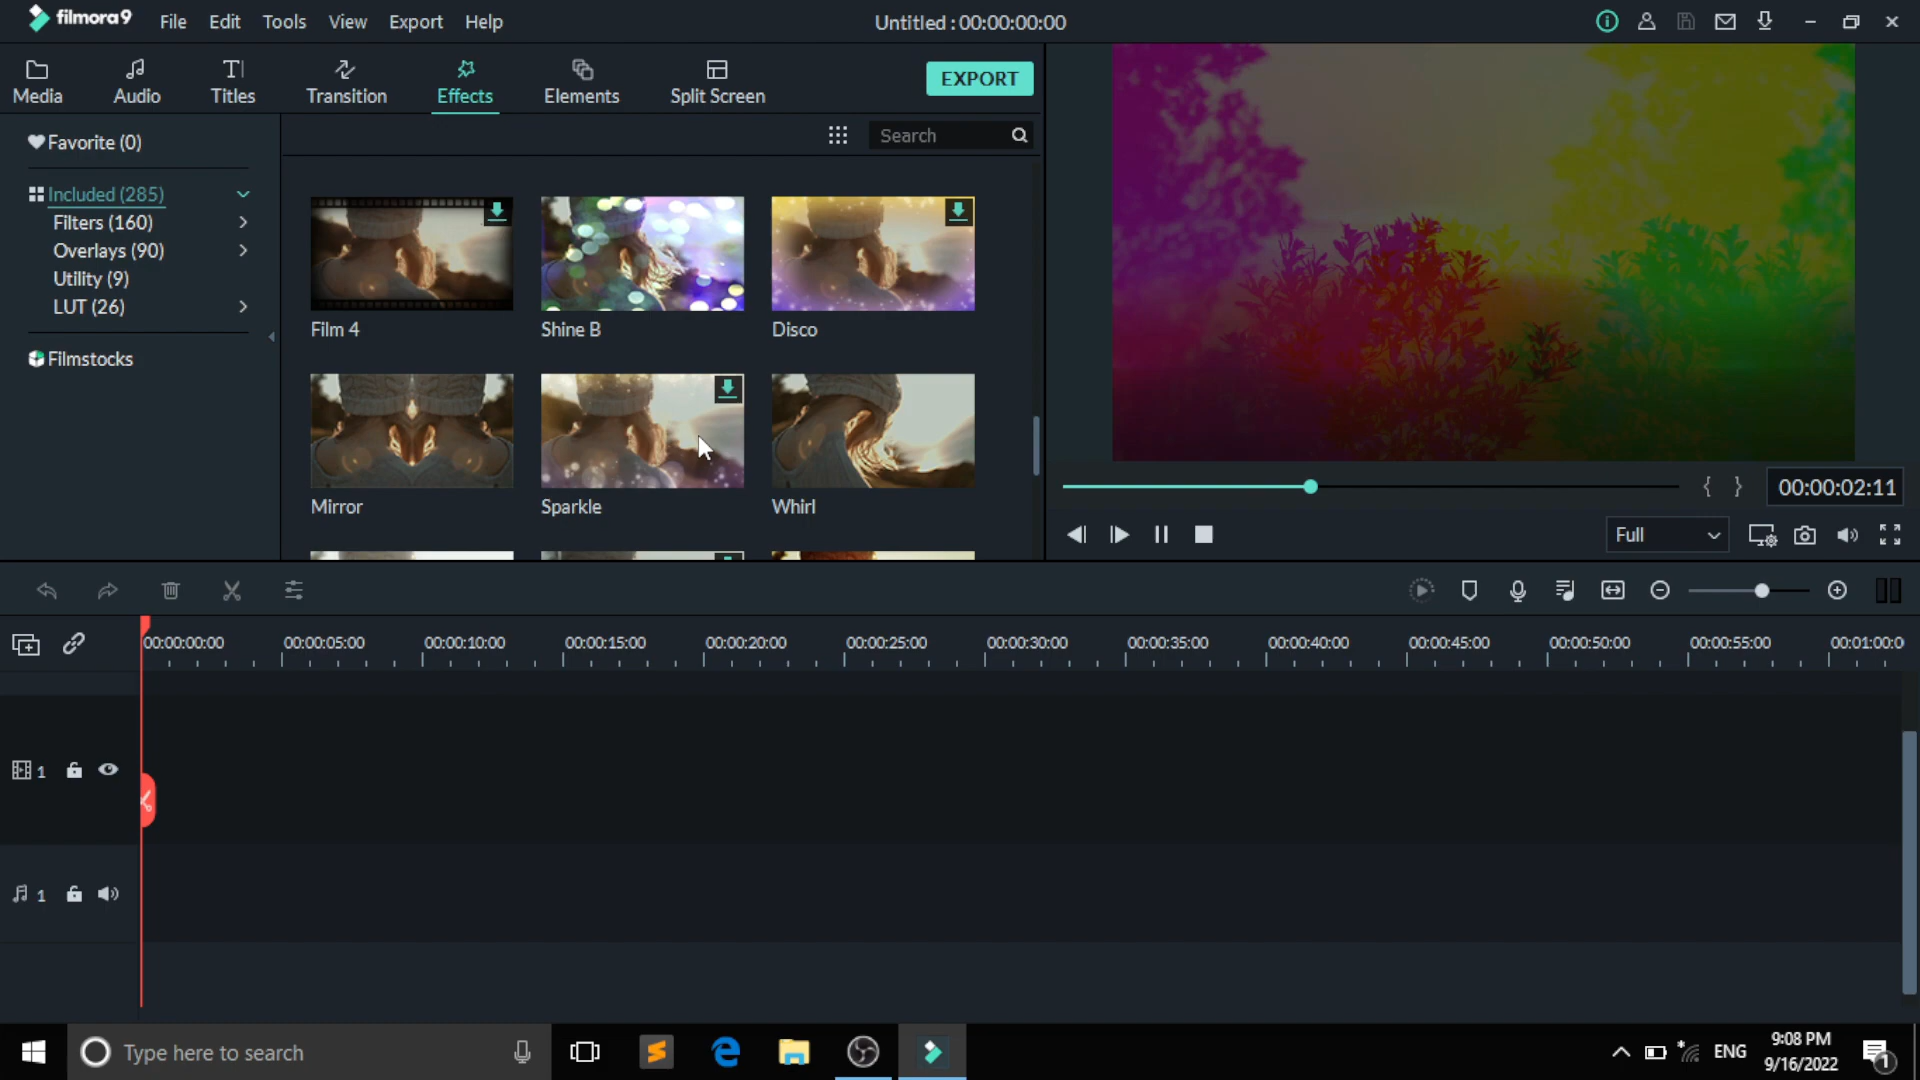 filmora9 File Edit Tools View Export Help Untitled : 00:00:00:00
Media Audio Titles Transition Effects Elements Split Screen EXPORT
Favorite (0)
Search
Included (285)
Filters (160)
Overlays (90)
Utility (9)
LUT (26)
Filmstocks
Film 4 Shine B Disco
Mirror Sparkle Whirl
{ } 00:00:02:11
Full
00:00:00:00 00:00:05:00 00:00:10:00 00:00:15:00 00:00:20:00 00:00:25:00 00:00:30:00 00:00:35:00 00:00:40:00 00:00:45:00 00:00:50:00 00:00:55:00 00:01:00:0
1
1
Type here to search
ENG
9:08 PM
9/16/2022
1